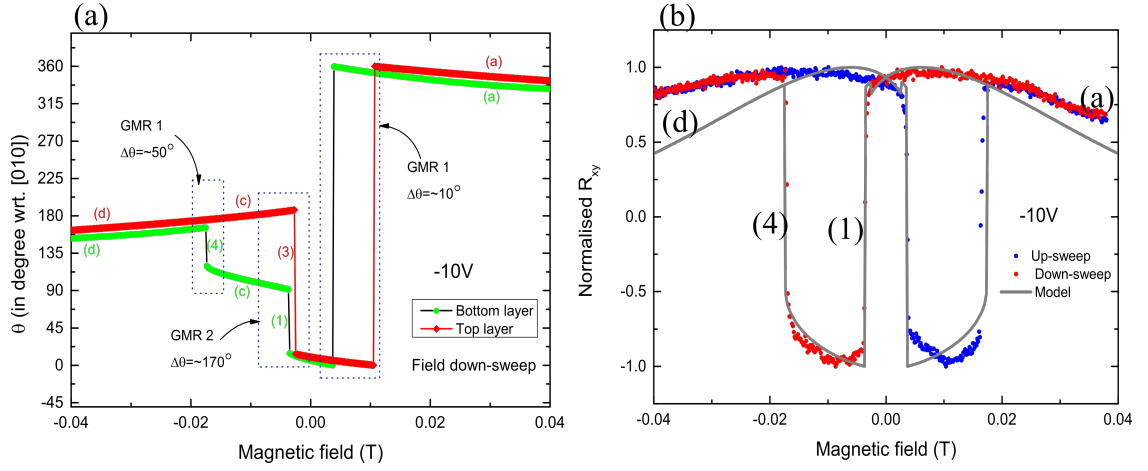 (a)
θ (in degree wrt. [010])
360
315
270
225
180
135
90
45
0
-45
-0.04
-0.02
0.00
0.02
0.04
Magnetic field (T)
GMR 1
Δθ=~50°
(d)
(d)
(c)
(4)
(c)
(3)
(1)
GMR 2
Δθ=~170°
(a)
(a)
GMR 1
Δθ=~10°
-10V
Bottom layer
Top layer
Field down-sweep
(b)
Normalised Rxy
1.0
0.5
0.0
-0.5
-1.0
-0.04
-0.02
0.00
0.02
0.04
Magnetic field (T)
(d)
(a)
(4)
(1)
-10V
Up-sweep
Down-sweep
Model